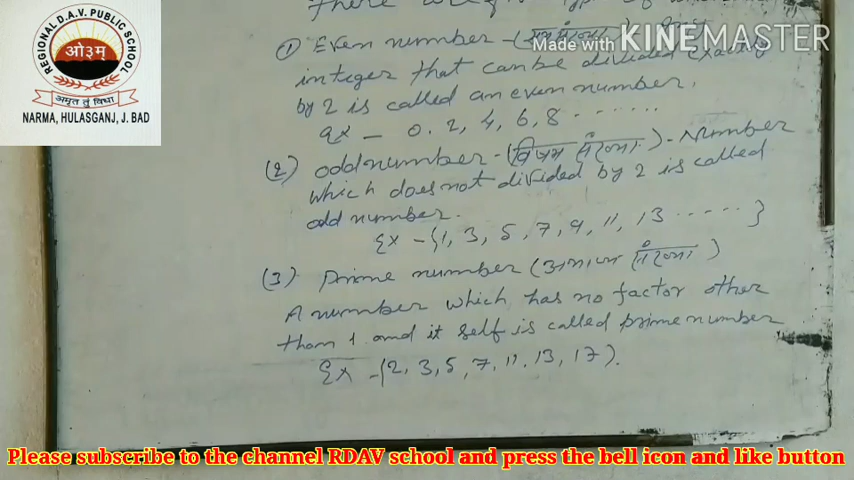 REGIONAL D.A.V. PUBLIC SCHOOL
ओ३म्
अमृतं तु विद्या
NARMA, HULASGANJ, J. BAD
Made with KINEMASTER
There are
① Even number - (सम संख्या)
integer that can be divided exactly
by 2 is called an even number.
ex - 0. 2, 4, 6, 8 .......
(2) odd number - (विषम संख्या) - Number
which does not divided by 2 is called
odd number.
Ex - {1, 3, 5, 7, 9, 11, 13 ...... }
(3) Prime number (अभाज्य संख्या)
A number which has no factor other
than 1 and it self is called prime number
Ex - {2, 3, 5, 7, 11, 13, 17).
Please subscribe to the channel RDAV school and press the bell icon and like button